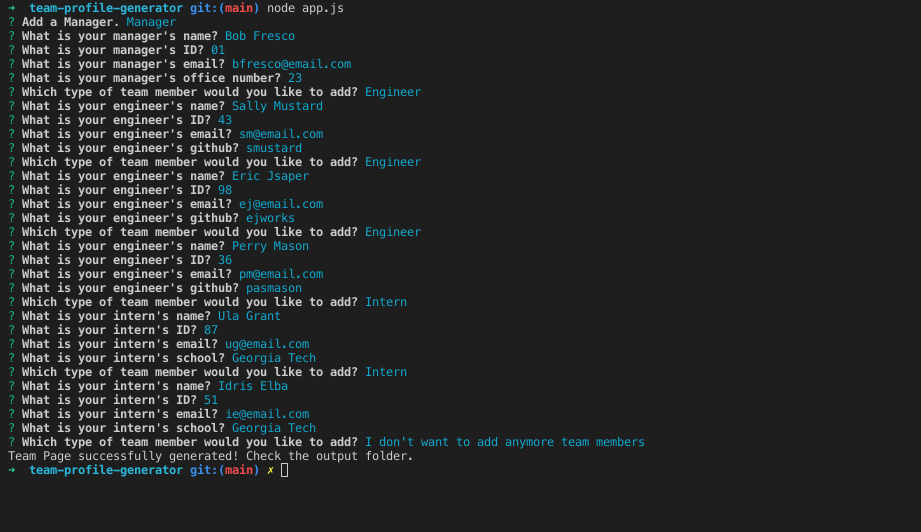 ➜  team-profile-generator git:(main) node app.js
? Add a Manager. Manager
? What is your manager's name? Bob Fresco
? What is your manager's ID? 01
? What is your manager's email? bfresco@email.com
? What is your manager's office number? 23
? Which type of team member would you like to add? Engineer
? What is your engineer's name? Sally Mustard
? What is your engineer's ID? 43
? What is your engineer's email? sm@email.com
? What is your engineer's github? smustard
? Which type of team member would you like to add? Engineer
? What is your engineer's name? Eric Jsaper
? What is your engineer's ID? 98
? What is your engineer's email? ej@email.com
? What is your engineer's github? ejworks
? Which type of team member would you like to add? Engineer
? What is your engineer's name? Perry Mason
? What is your engineer's ID? 36
? What is your engineer's email? pm@email.com
? What is your engineer's github? pasmason
? Which type of team member would you like to add? Intern
? What is your intern's name? Ula Grant
? What is your intern's ID? 87
? What is your intern's email? ug@email.com
? What is your intern's school? Georgia Tech
? Which type of team member would you like to add? Intern
? What is your intern's name? Idris Elba
? What is your intern's ID? 51
? What is your intern's email? ie@email.com
? What is your intern's school? Georgia Tech
? Which type of team member would you like to add? I don't want to add anymore team members
Team Page successfully generated! Check the output folder.
➜  team-profile-generator git:(main) ✗